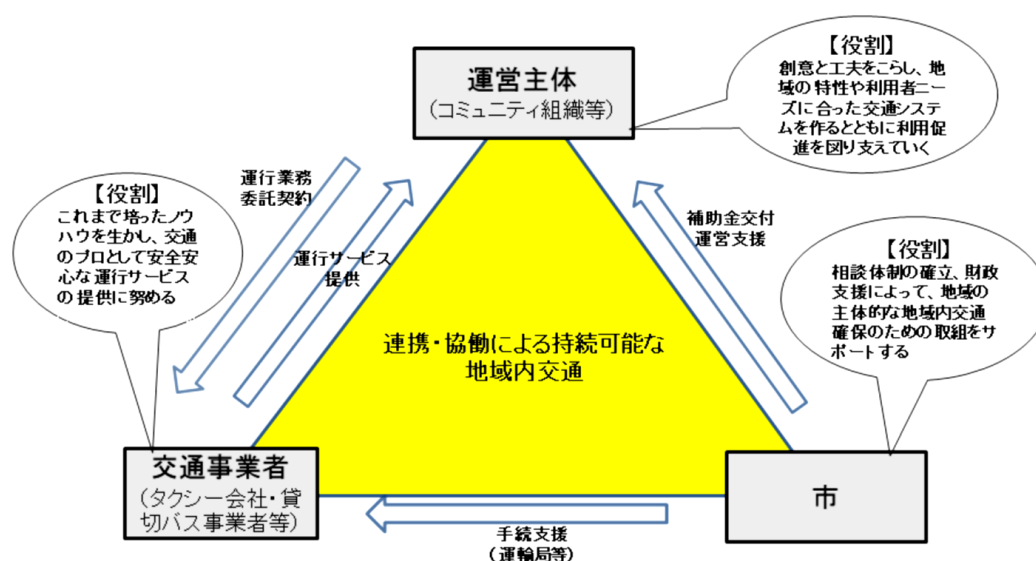 運営主体
（コミュニティ組織等）
【役割】
創意と工夫をこらし、地
域の特性や利用者ニー
ズに合った交通システ
ムを作るとともに利用促
進を図り支えていく
運行業務
委託契約
【役割】
これまで培ったノウ
ハウを生かし、交通
のプロとして安全安
心な運行サービス
の提供に努める
運行サービス
提供
補助金交付
運営支援
【役割】
相談体制の確立、財政
支援によって、地域の
主体的な地域内交通
確保のための取組をサ
ポートする
連携・協働による持続可能な
地域内交通
交通事業者
（タクシー会社・貸
切バス事業者等）
市
手続支援
（運輸局等）